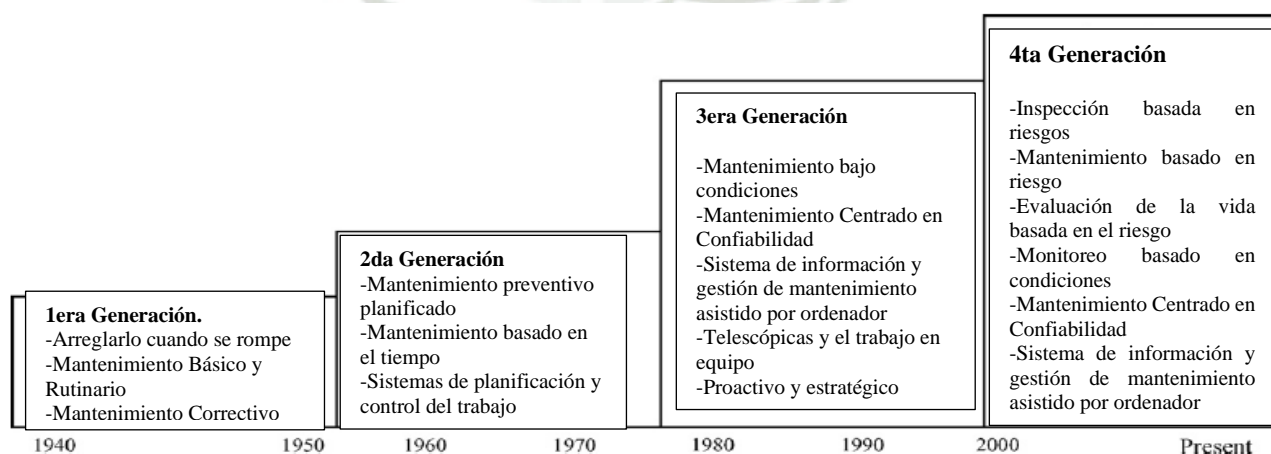 1era Generación.
-Arreglarlo cuando se rompe
-Mantenimiento Básico y
Rutinario
-Mantenimiento Correctivo
2da Generación
-Mantenimiento preventivo
planificado
-Mantenimiento basado en
el tiempo
-Sistemas de planificación y
control del trabajo
3era Generación
-Mantenimiento bajo
condiciones
-Mantenimiento Centrado en
Confiabilidad
-Sistema de información y
gestión de mantenimiento
asistido por ordenador
-Telescópicas y el trabajo en
equipo
-Proactivo y estratégico
4ta Generación
-Inspección basada en
riesgos
-Mantenimiento basado en
riesgo
-Evaluación de la vida
basada en el riesgo
-Monitoreo basado en
condiciones
-Mantenimiento Centrado en
Confiabilidad
-Sistema de información y
gestión de mantenimiento
asistido por ordenador
1940 1950 1960 1970 1980 1990 2000 Present